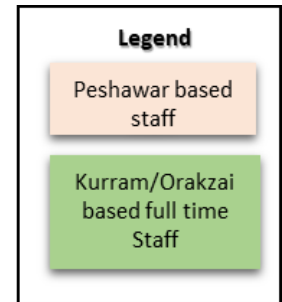 Legend
Peshawar based
staff
Kurram/Orakzai
based full time
Staff